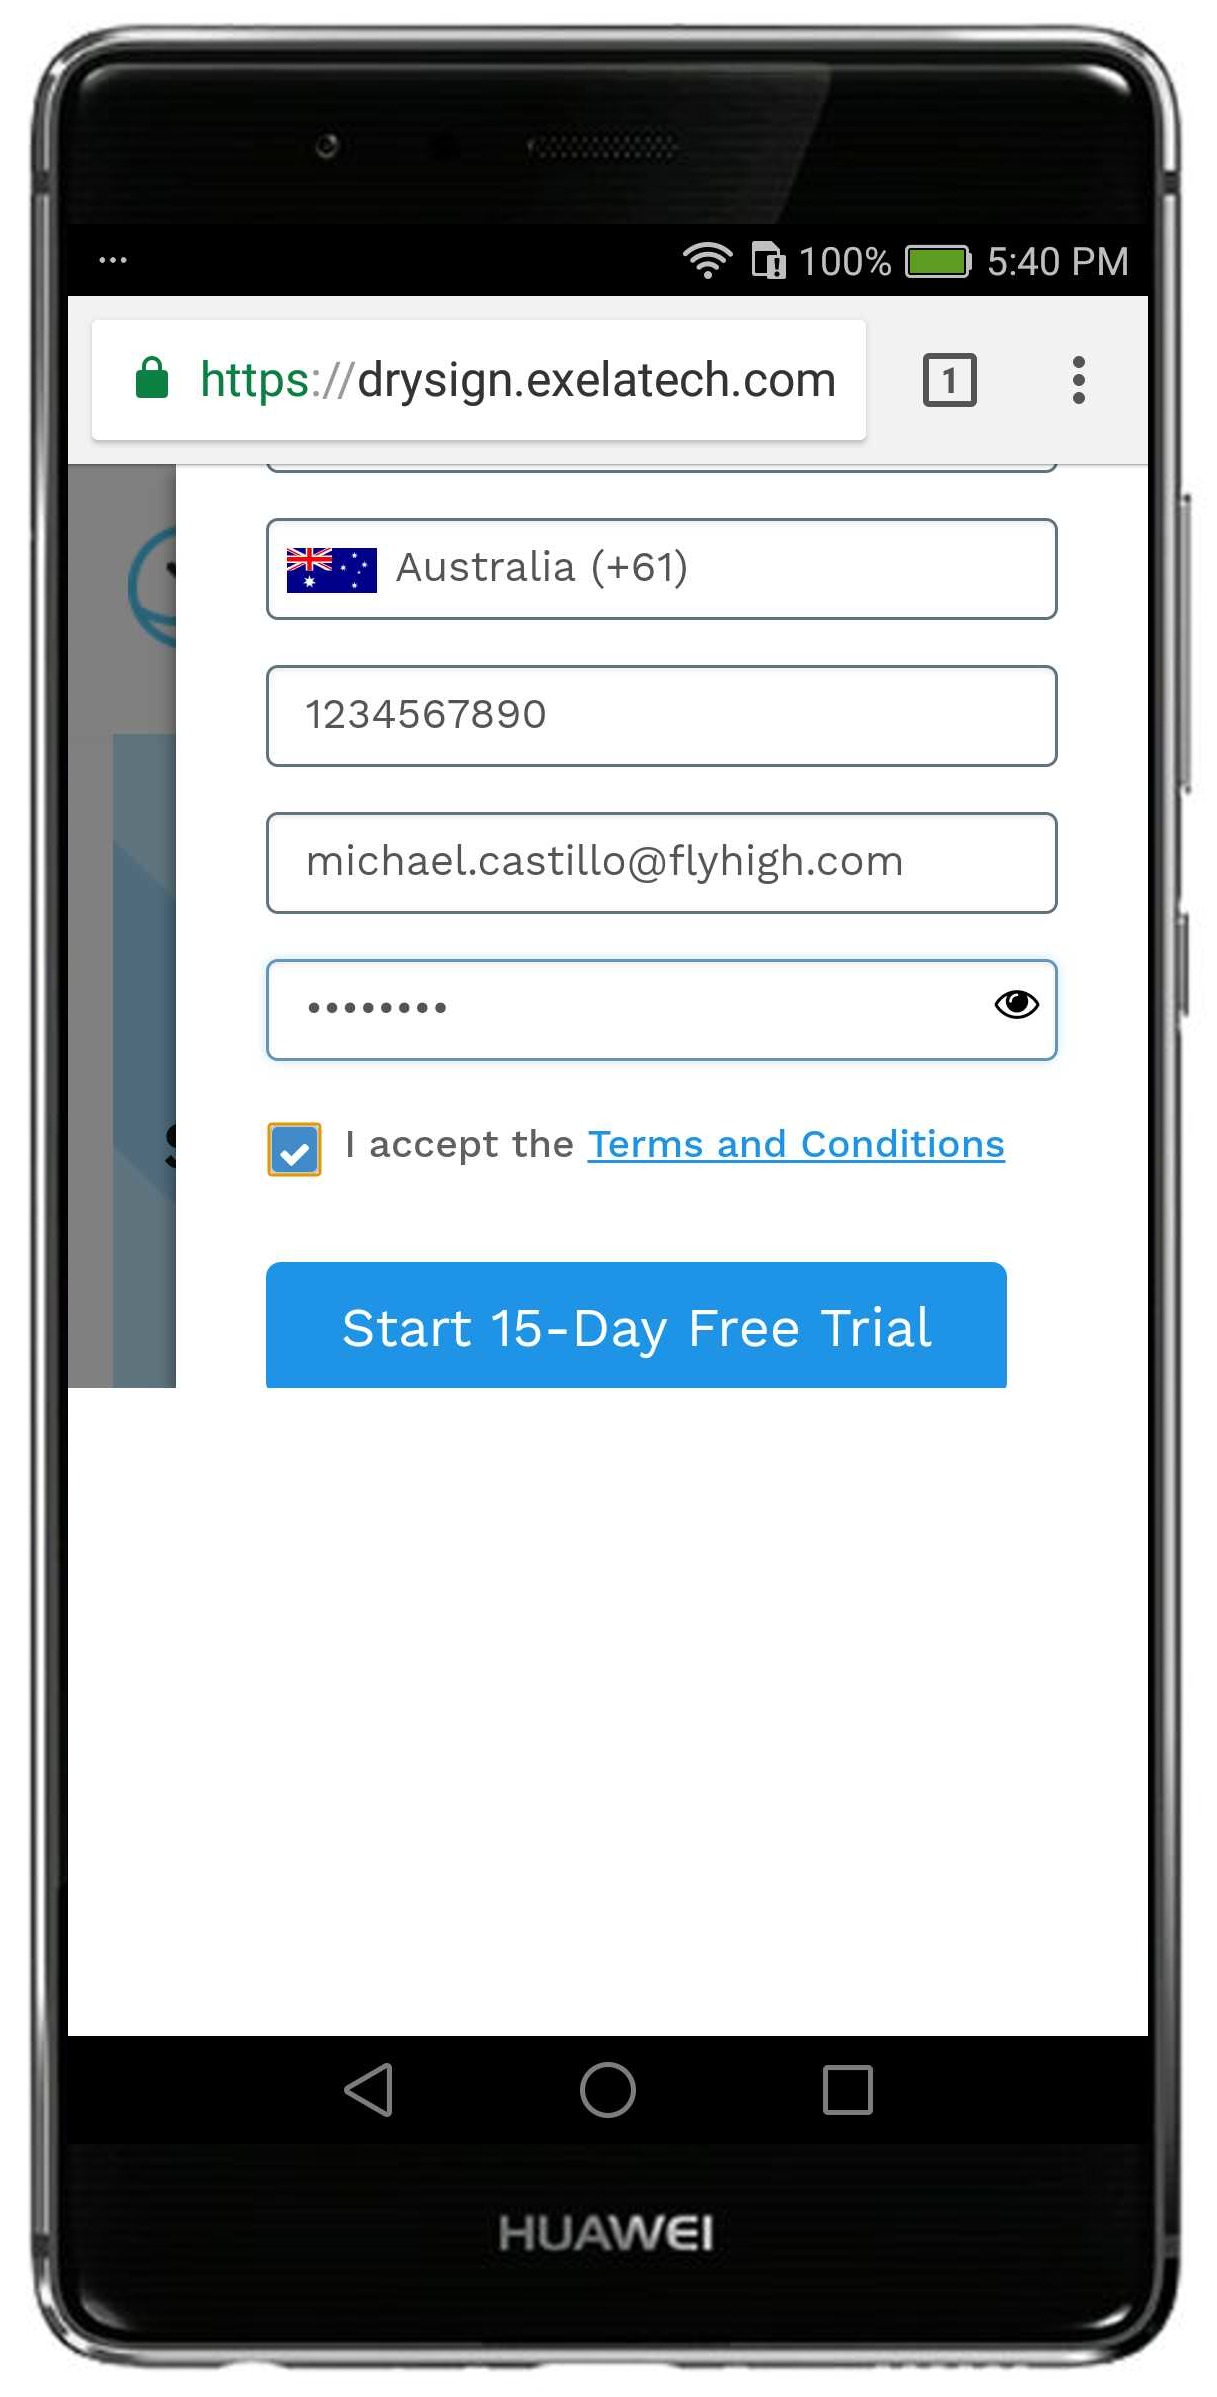 ... 100% 5:40 PM
https://drysign.exelatech.com 1
Australia (+61)
1234567890
michael.castillo@flyhigh.com
••••••••
I accept the Terms and Conditions
Start 15-Day Free Trial
HUAWEI